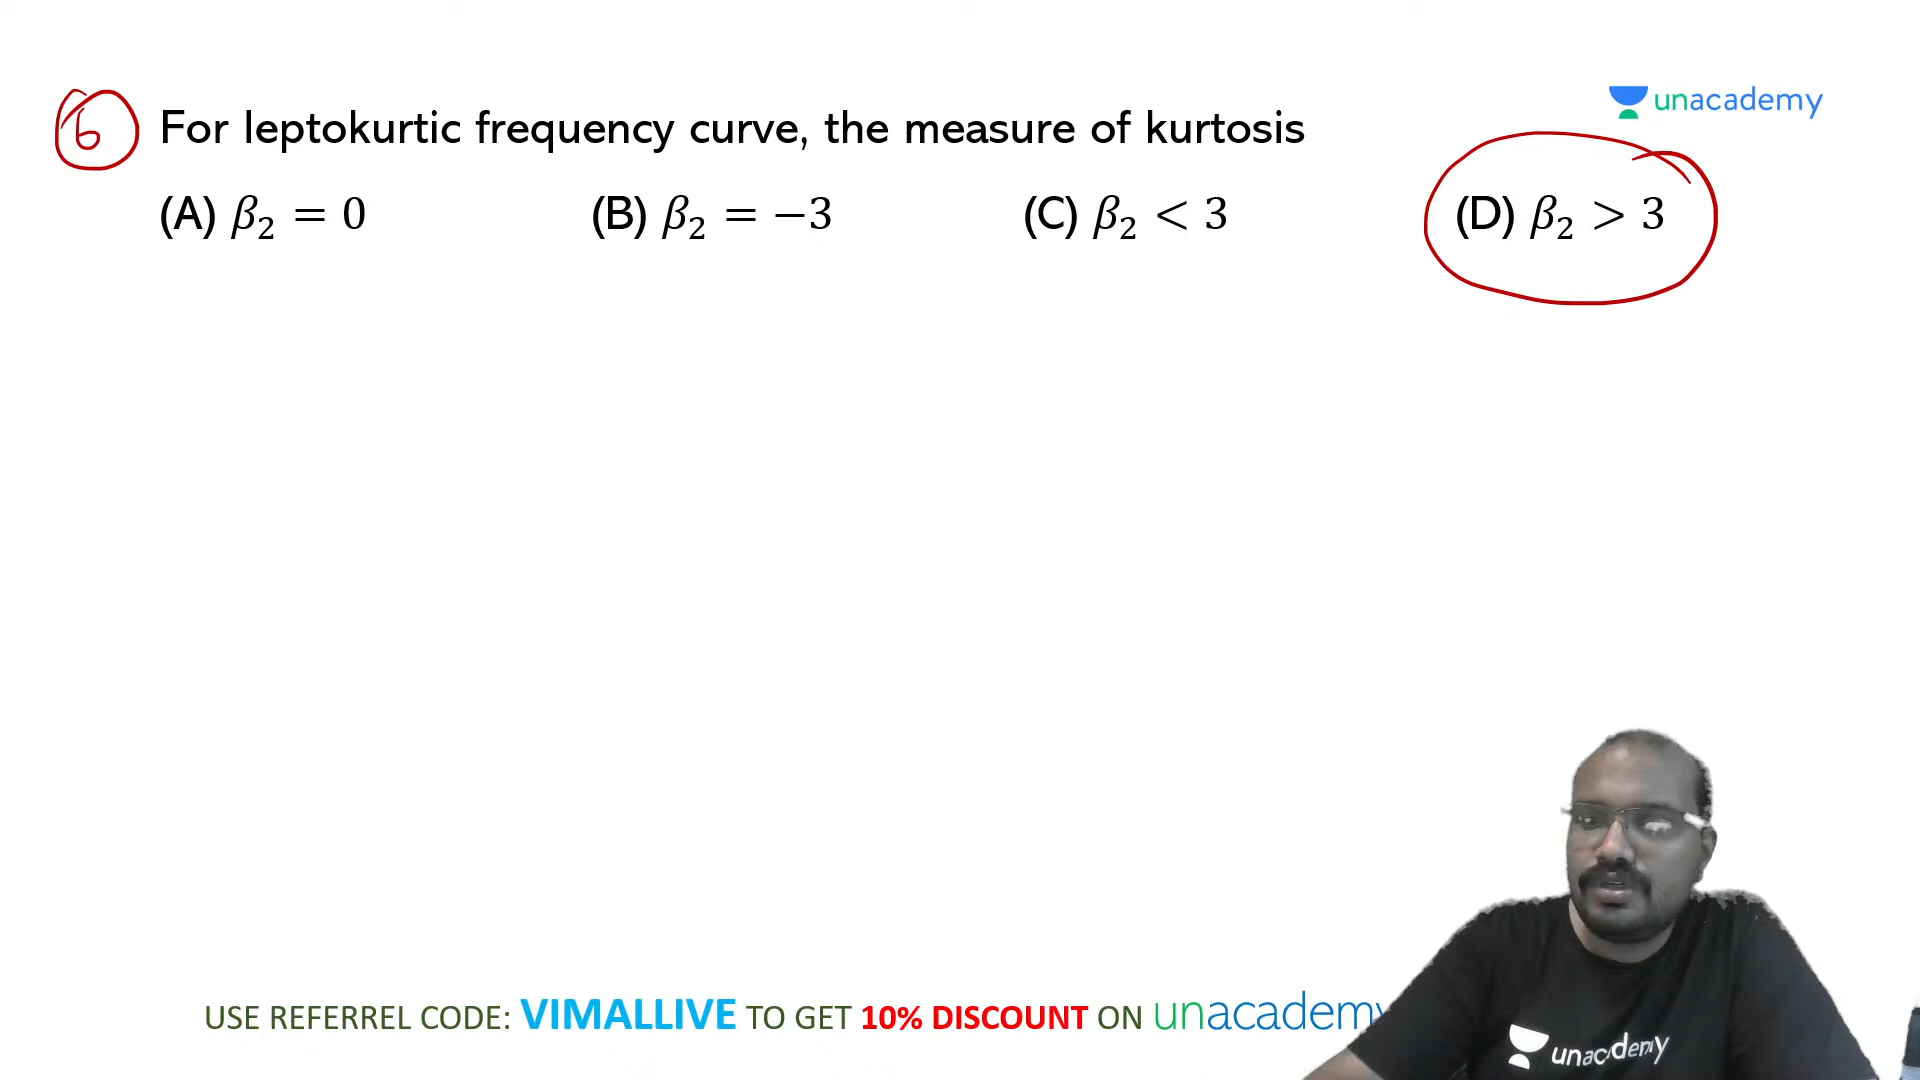 6 For leptokurtic frequency curve, the measure of kurtosis
unacademy
(A) β₂ = 0 (B) β₂ = −3 (C) β₂ < 3 (D) β₂ > 3
USE REFERREL CODE: VIMALLIVE TO GET 10% DISCOUNT ON unacademy
unacademy